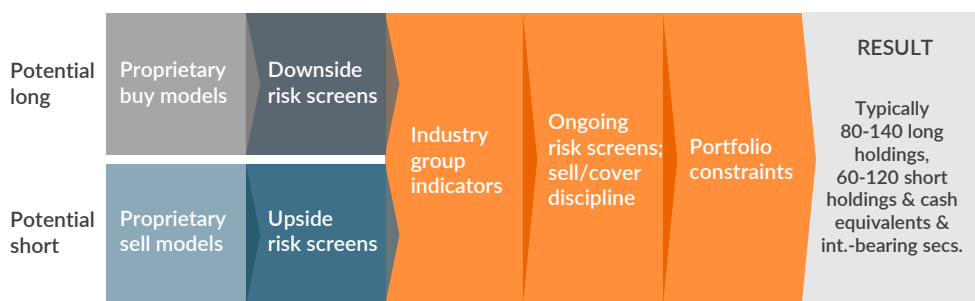 Potential
long
Proprietary
buy models
Downside
risk screens
Potential
short
Proprietary
sell models
Upside
risk screens
Industry
group
indicators
Ongoing
risk screens;
sell/cover
discipline
Portfolio
constraints
RESULT
Typically
80-140 long
holdings,
60-120 short
holdings & cash
equivalents &
int.-bearing secs.